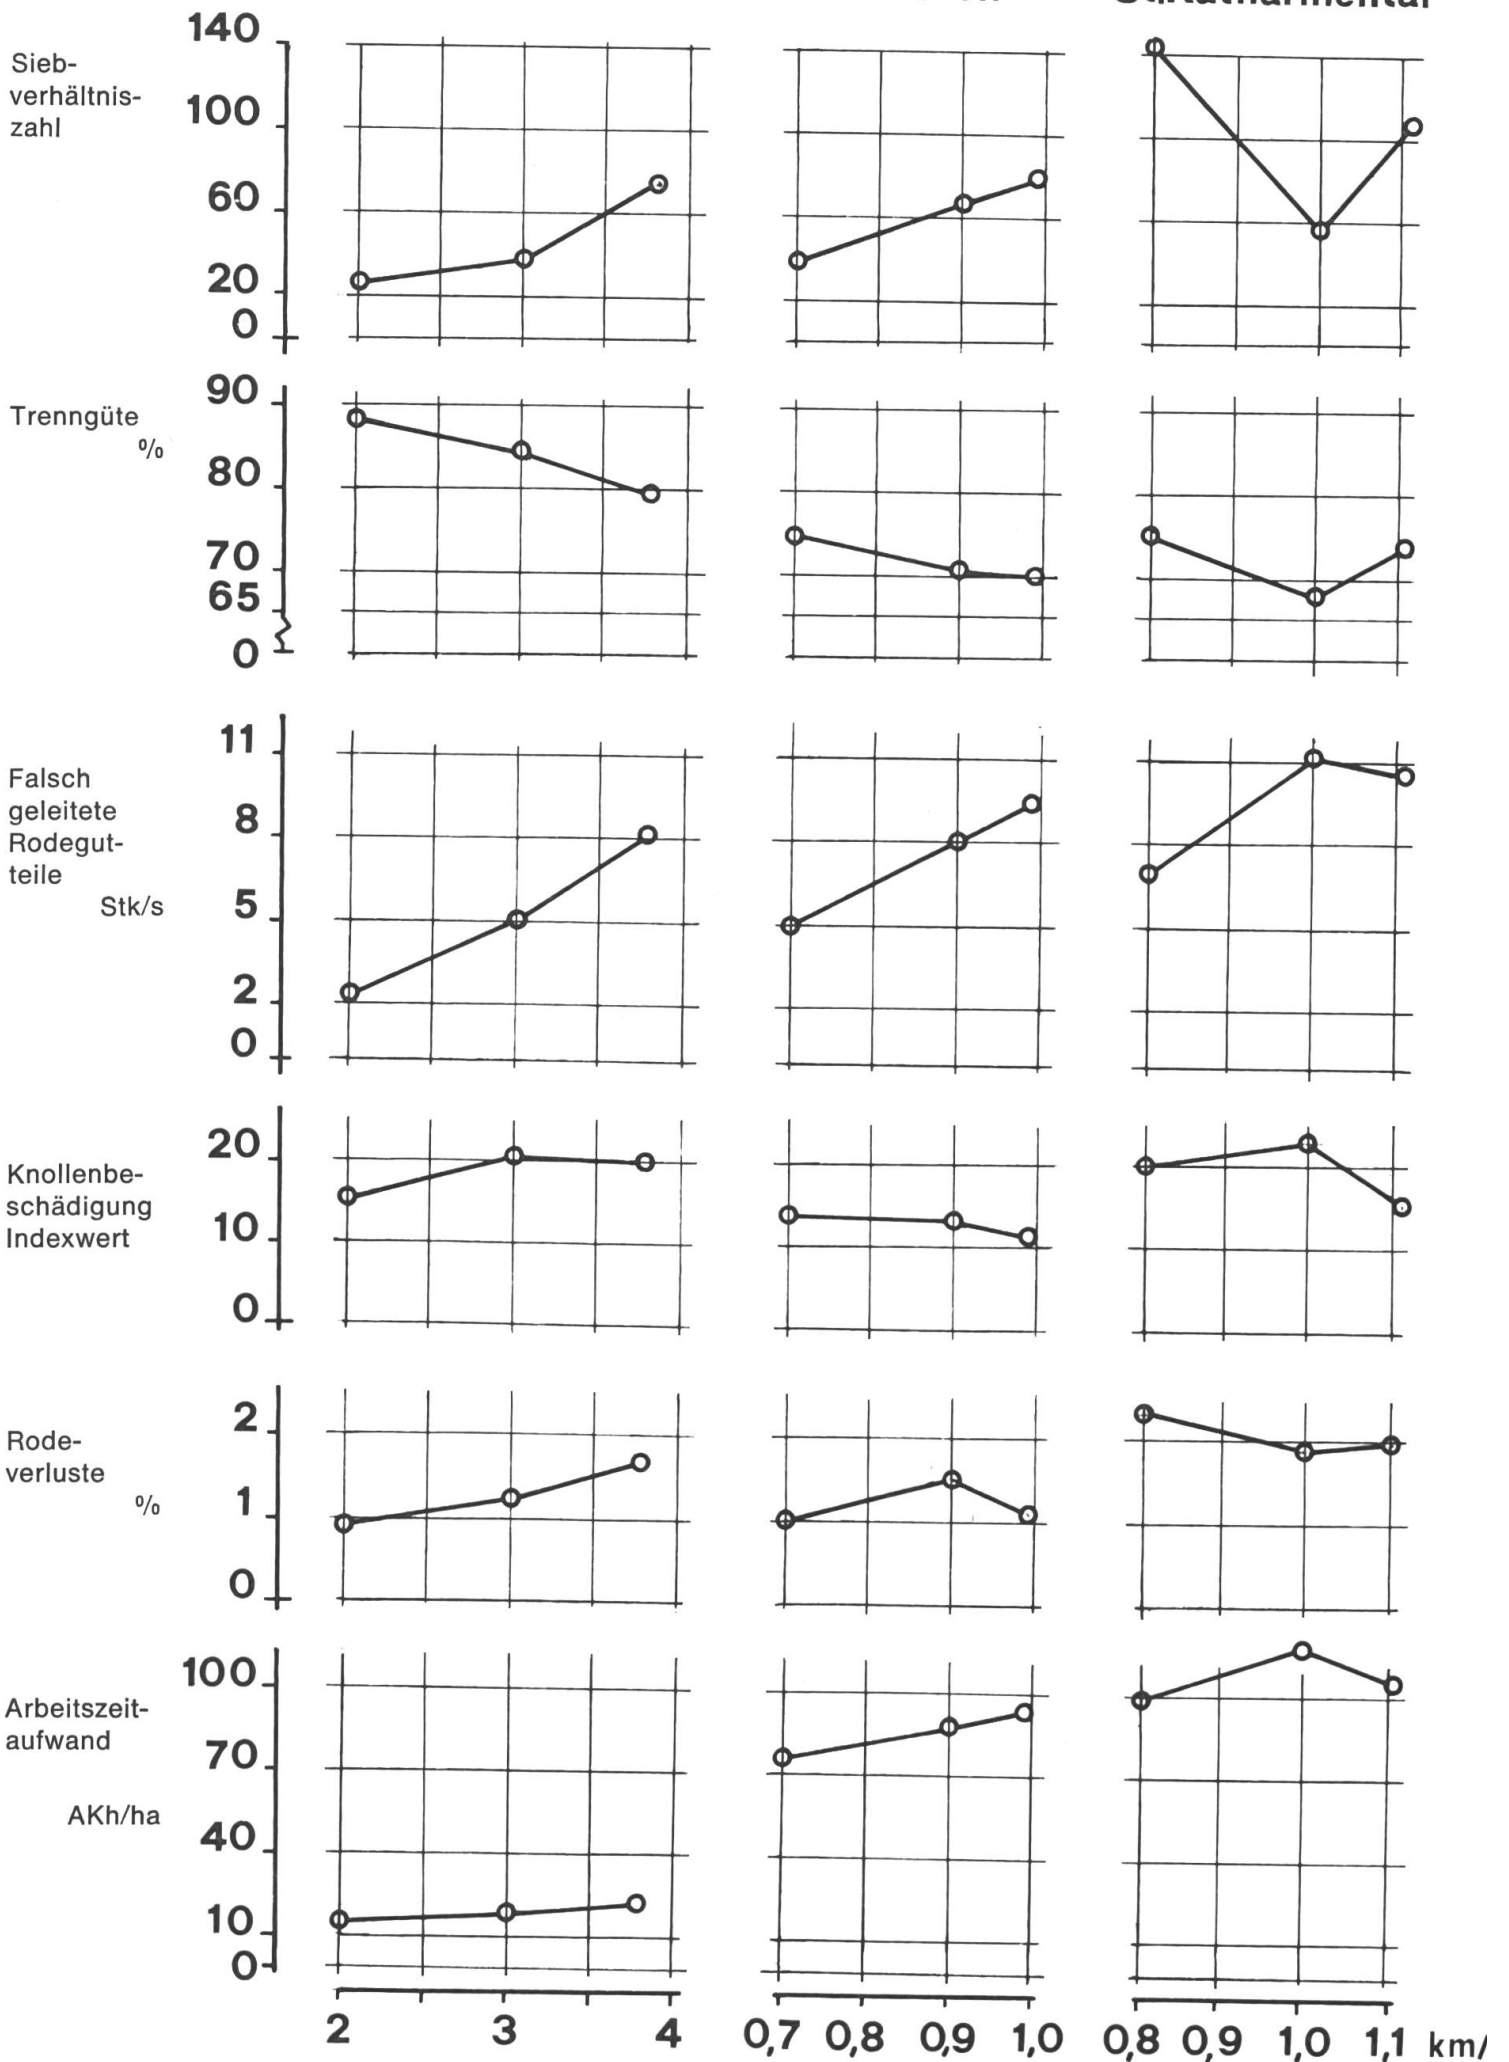 St.Katharinental
140
Sieb-
verhältnis-
zahl
100
60
20
0
90
Trenngüte
%
80
70
65
0
11
Falsch
geleitete
Rodegut-
teile
Stk/s
8
5
2
0
20
Knollenbe-
schädigung
Indexwert
10
0
2
Rode-
verluste
%
1
0
100
Arbeitszeit-
aufwand
70
AKh/ha
40
10
0
2 3 4 0,7 0,8 0,9 1,0 0,8 0,9 1,0 1,1 km/